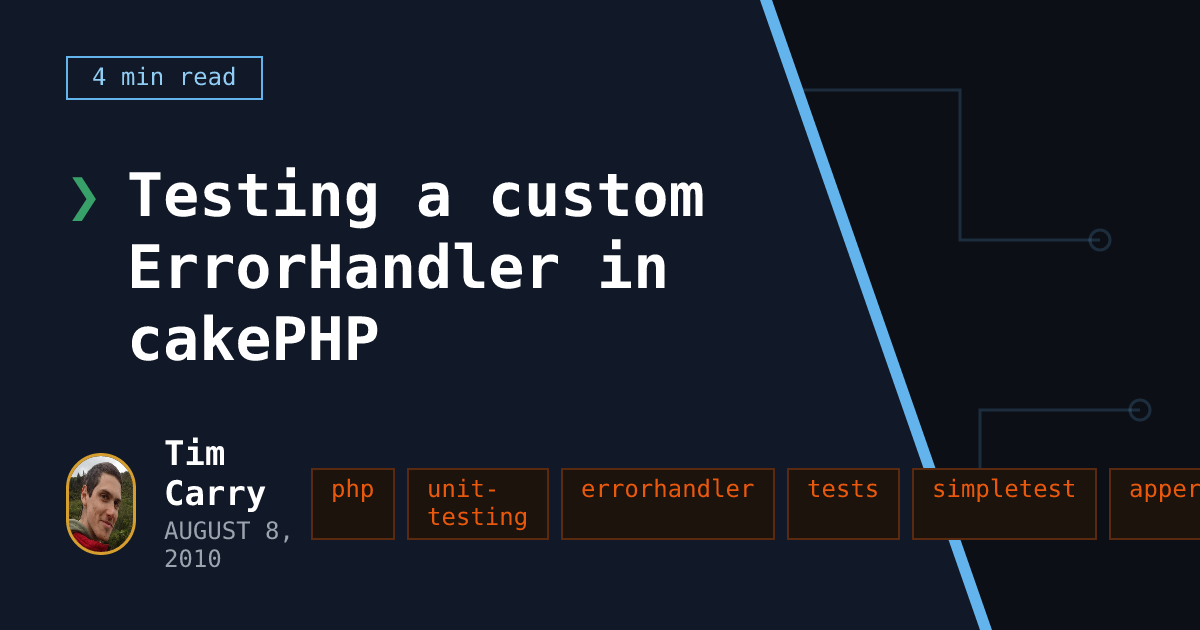 4 min read
❯ Testing a custom
ErrorHandler in
cakePHP
Tim
Carry
AUGUST 8,
2010
php
unit-
testing
errorhandler
tests
simpletest